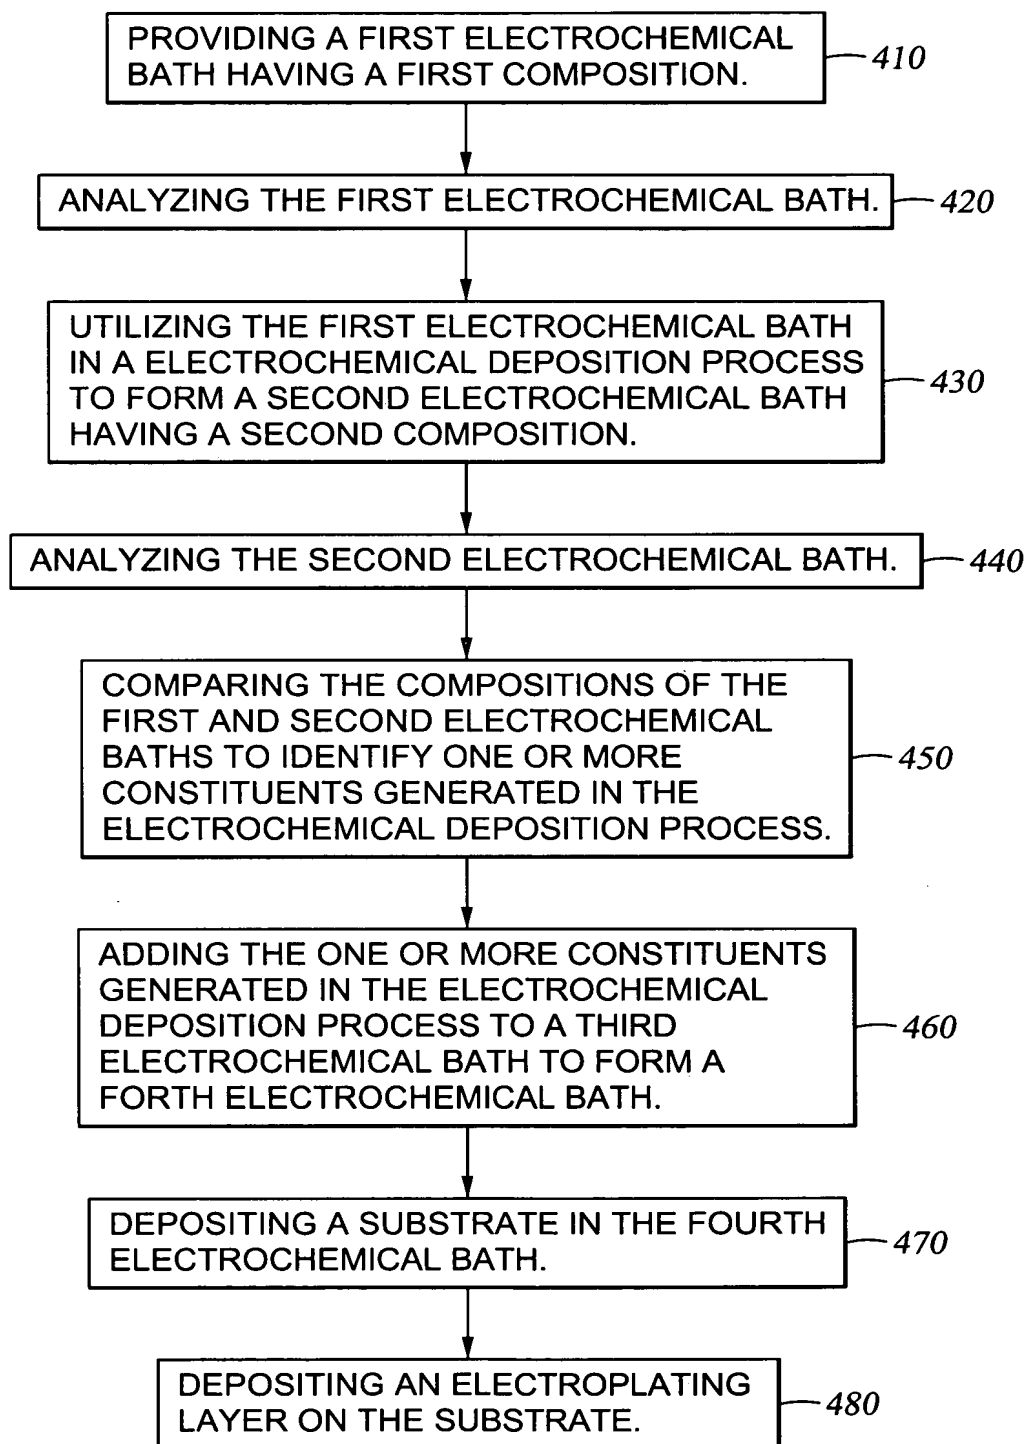 PROVIDING A FIRST ELECTROCHEMICAL
BATH HAVING A FIRST COMPOSITION.
410
ANALYZING THE FIRST ELECTROCHEMICAL BATH.
420
UTILIZING THE FIRST ELECTROCHEMICAL BATH
IN A ELECTROCHEMICAL DEPOSITION PROCESS
TO FORM A SECOND ELECTROCHEMICAL BATH
HAVING A SECOND COMPOSITION.
430
ANALYZING THE SECOND ELECTROCHEMICAL BATH.
440
COMPARING THE COMPOSITIONS OF THE
FIRST AND SECOND ELECTROCHEMICAL
BATHS TO IDENTIFY ONE OR MORE
CONSTITUENTS GENERATED IN THE
ELECTROCHEMICAL DEPOSITION PROCESS.
450
ADDING THE ONE OR MORE CONSTITUENTS
GENERATED IN THE ELECTROCHEMICAL
DEPOSITION PROCESS TO A THIRD
ELECTROCHEMICAL BATH TO FORM A
FORTH ELECTROCHEMICAL BATH.
460
DEPOSITING A SUBSTRATE IN THE FOURTH
ELECTROCHEMICAL BATH.
470
DEPOSITING AN ELECTROPLATING
LAYER ON THE SUBSTRATE.
480